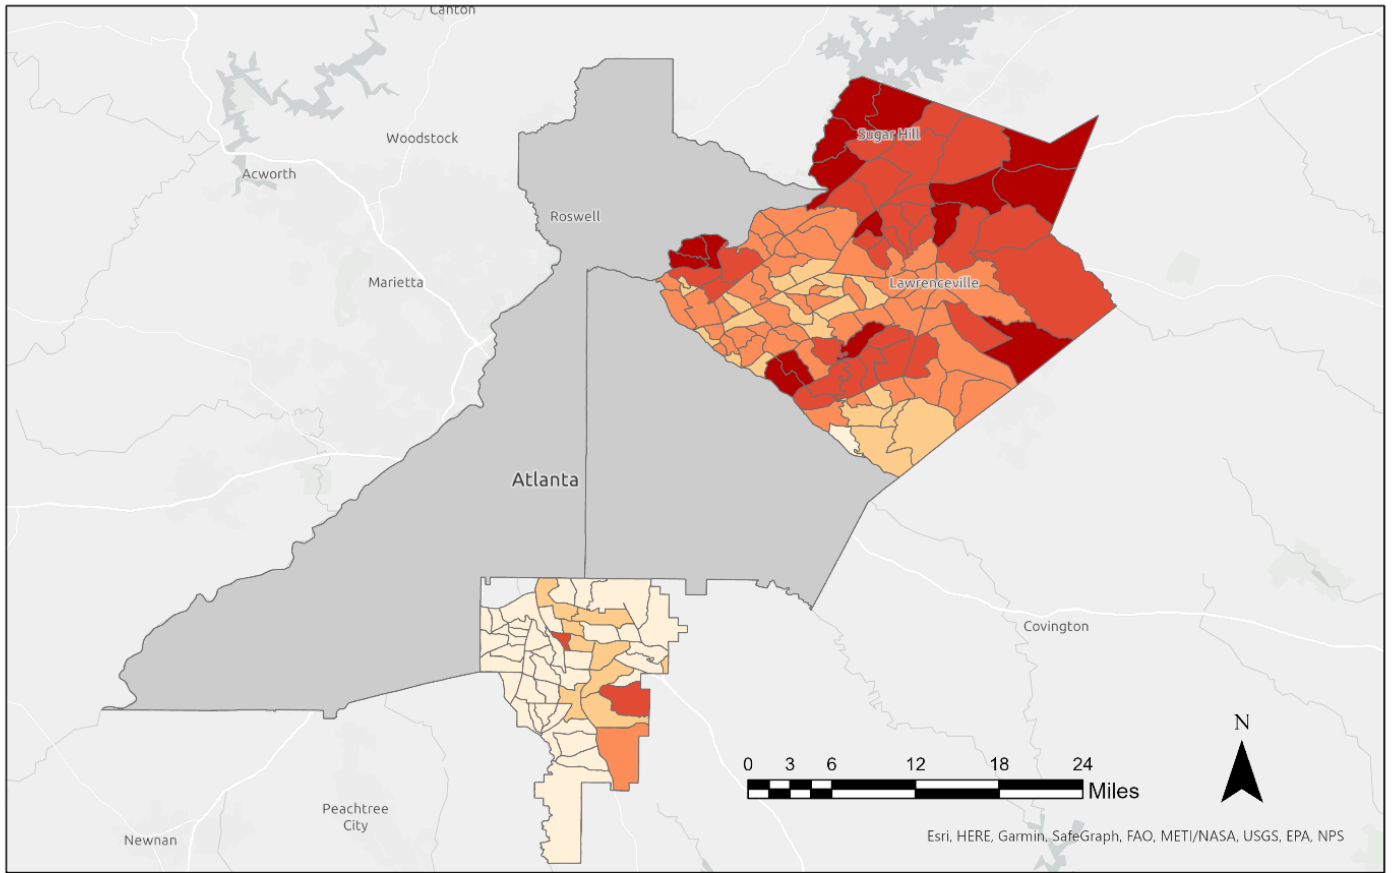 Canton
Woodstock
Sugar Hill
Acworth
Roswell
Marietta
Lawrenceville
Atlanta
Covington
N
0 3 6 12 18 24
Miles
Peachtree
City
Newnan
Esri, HERE, Garmin, SafeGraph, FAO, METI/NASA, USGS, EPA, NPS